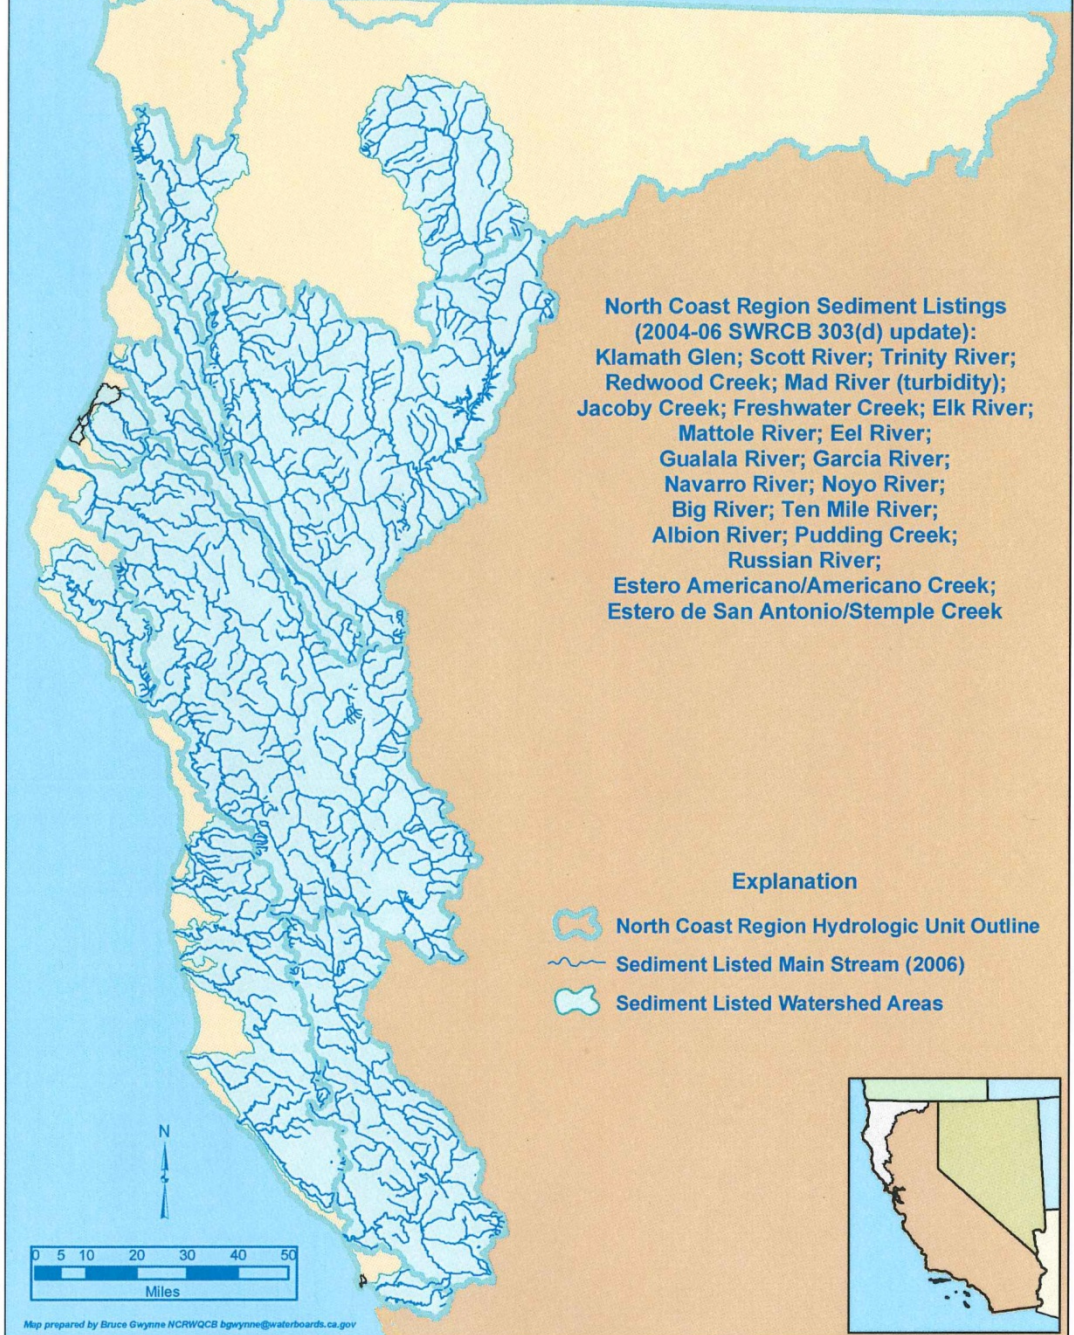 North Coast Region Sediment Listings
(2004-06 SWRCB 303(d) update):
Klamath Glen; Scott River; Trinity River;
Redwood Creek; Mad River (turbidity);
Jacoby Creek; Freshwater Creek; Elk River;
Mattole River; Eel River;
Gualala River; Garcia River;
Navarro River; Noyo River;
Big River; Ten Mile River;
Albion River; Pudding Creek;
Russian River;
Estero Americano/Americano Creek;
Estero de San Antonio/Stemple Creek
Explanation
North Coast Region Hydrologic Unit Outline
Sediment Listed Main Stream (2006)
Sediment Listed Watershed Areas
N
0 5 10 20 30 40 50
Miles
Map prepared by Bruce Gwynne NCRWQCB bgwynne@waterboards.ca.gov